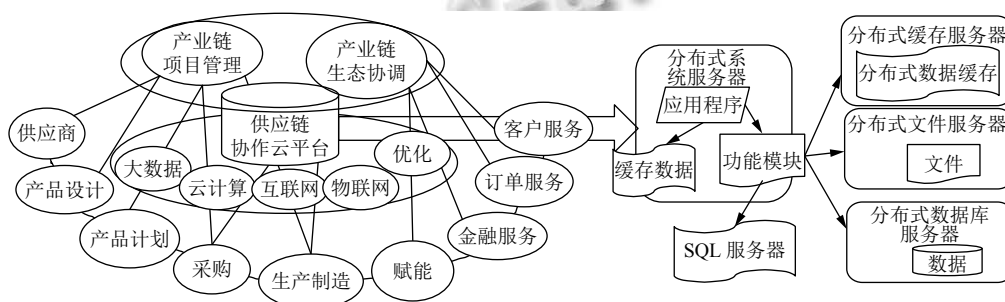 产业链
项目管理
产业链
生态协调
供应链
协作云平台
供应商
产品设计
产品计划
采购
生产制造
赋能
金融服务
订单服务
客户服务
大数据
云计算
互联网
物联网
优化
分布式系
统服务器
应用程序
缓存数据
功能模块
SQL 服务器
分布式缓存服务器
分布式数据缓存
分布式文件服务器
文件
分布式数据库
服务器
数据